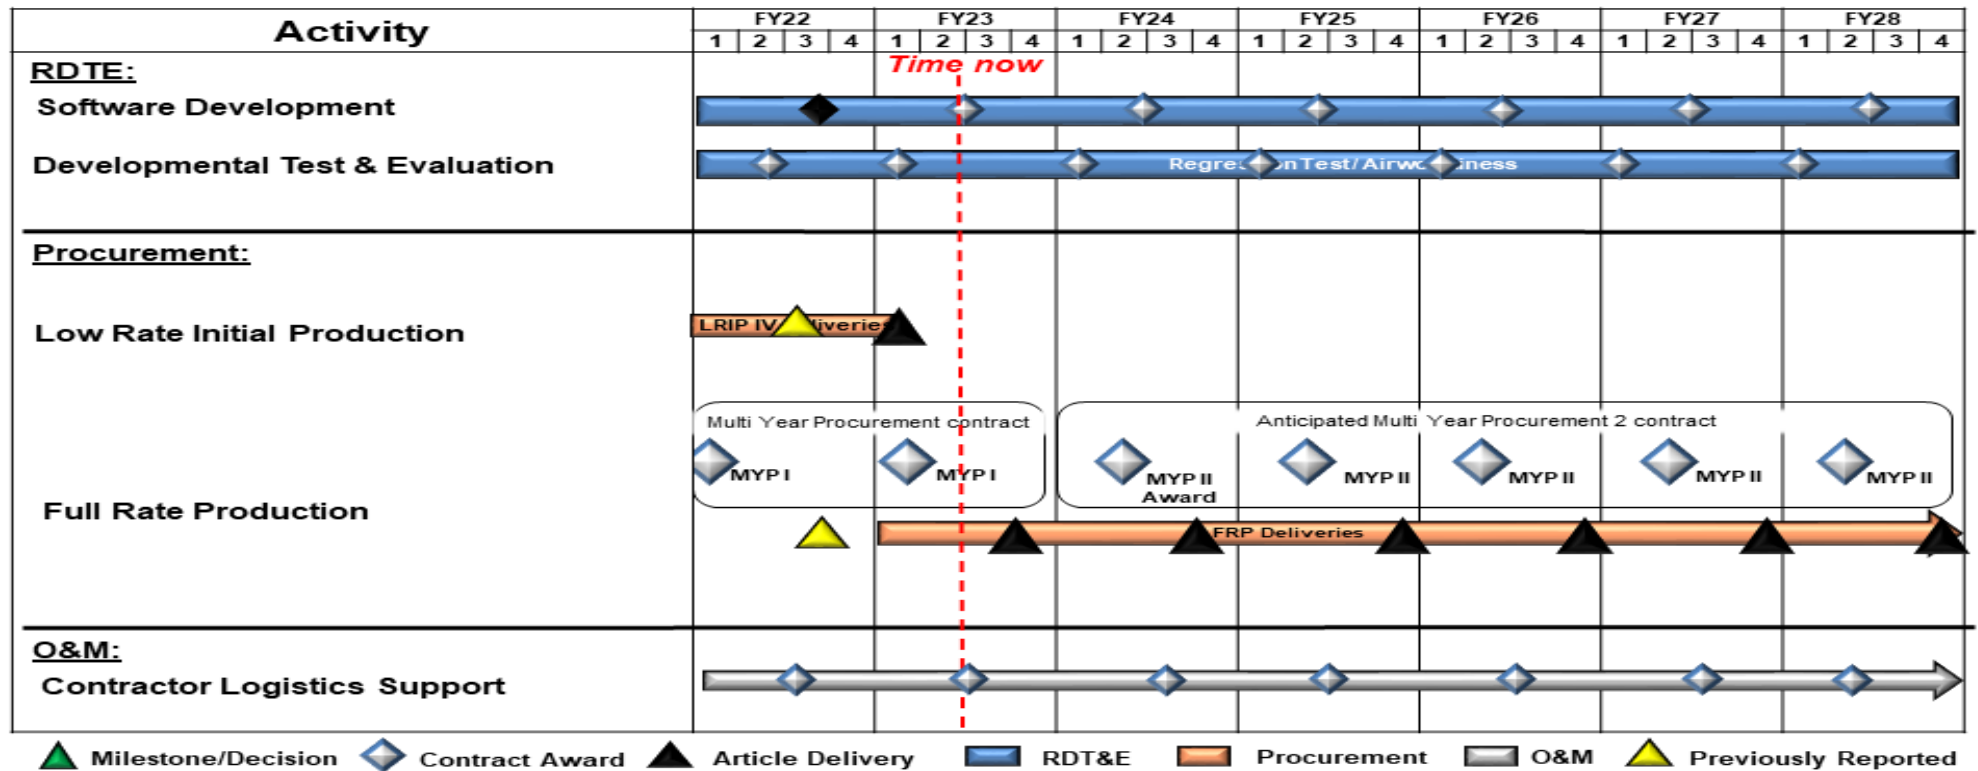 Activity
FY22 FY23 FY24 FY25 FY26 FY27 FY28
1 2 3 4 1 2 3 4 1 2 3 4 1 2 3 4 1 2 3 4 1 2 3 4 1 2 3 4
Time now
RDTE:
Software Development
Developmental Test & Evaluation
Test/
Procurement:
Low Rate Initial Production
LRIP IV
Multi Year Procurement contract
Anticipated Multi Year Procurement 2 contract
MYP I MYP I MYP II MYP II MYP II MYP II MYP II
Award
Full Rate Production
FRP Deliveries
O&M:
Contractor Logistics Support
Milestone/Decision Contract Award Article Delivery RDT&E Procurement O&M Previously Reported